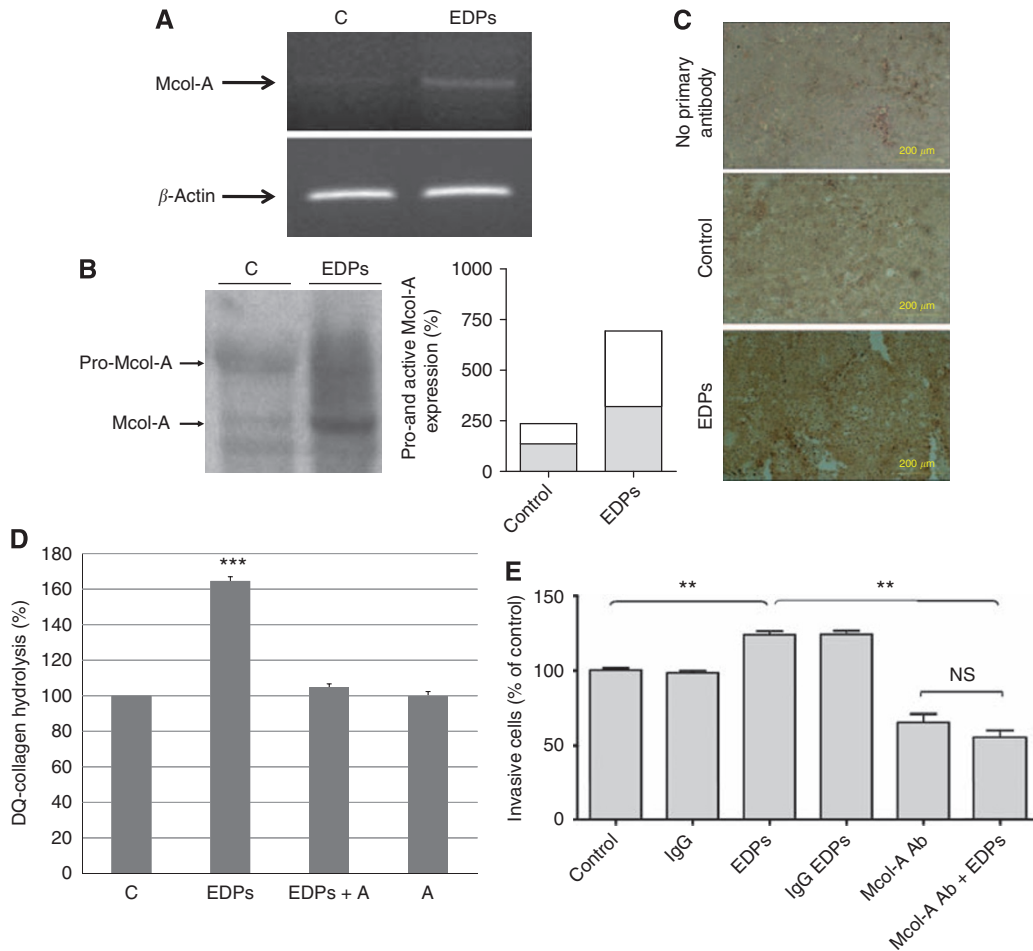 A
C EDPs
Mcol-A
β-Actin
B
C EDPs
Pro-Mcol-A
Mcol-A
Pro-and active Mcol-A
expression (%)
1000
750
500
250
0
Control
EDPs
C
No primary
antibody
200 μm
Control
200 μm
EDPs
200 μm
D
DQ-collagen hydrolysis (%)
180
160
140
120
100
80
60
40
20
0
***
C EDPs EDPs + A A
E
Invasive cells (% of control)
150
100
50
0
** **
NS
Control
IgG
EDPs
IgG EDPs
Mcol-A Ab
Mcol-A Ab + EDPs